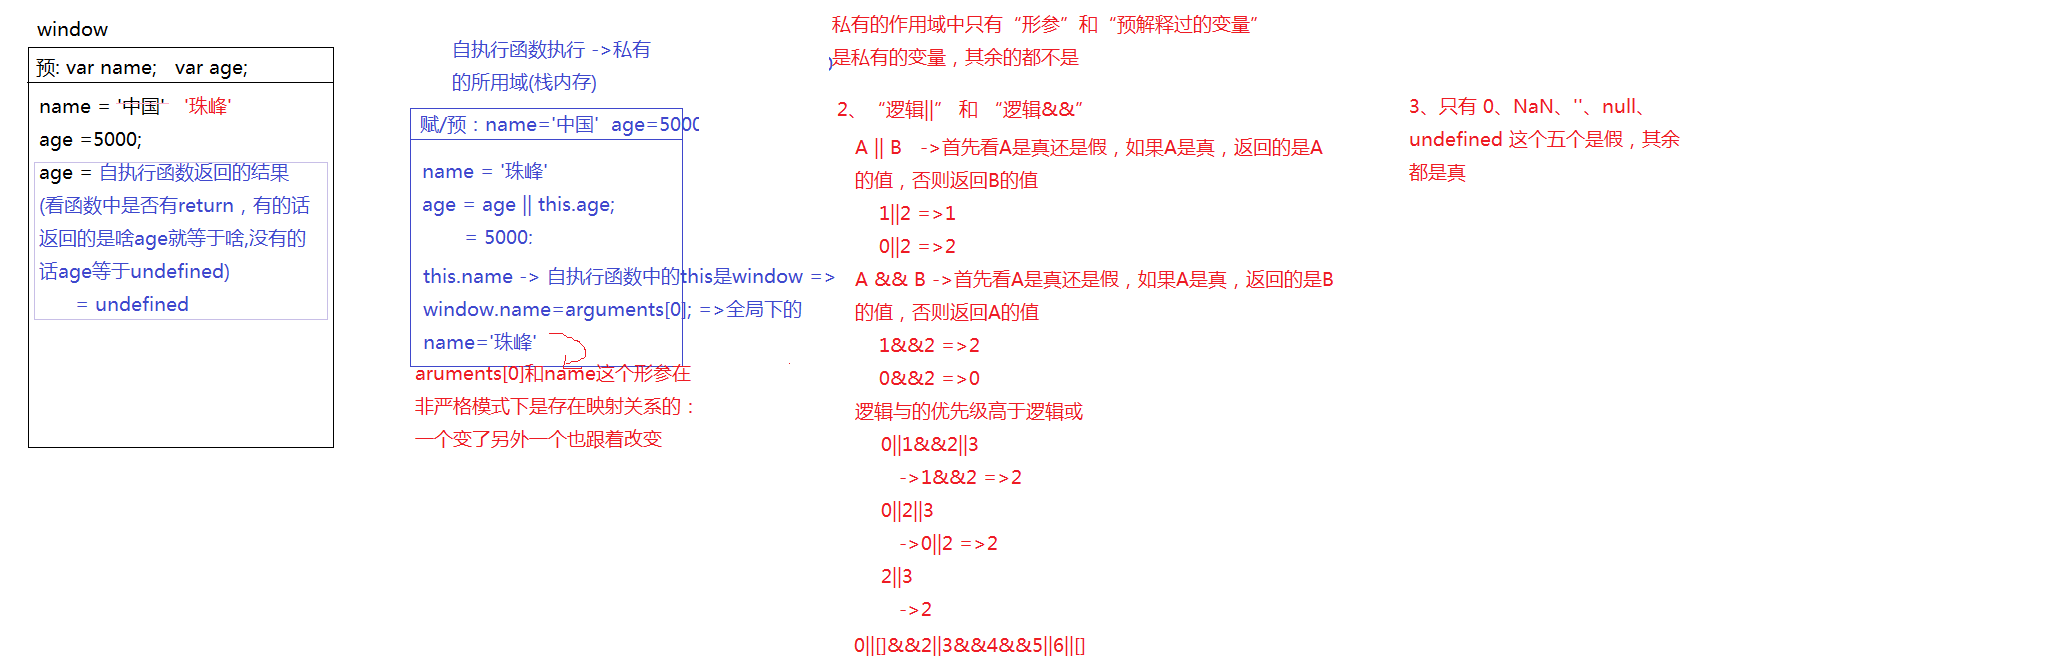 window
预: var name;   var age;
name = '中国'   '珠峰'
age =5000;
age = 自执行函数返回的结果
(看函数中是否有return，有的话
返回的是啥age就等于啥,没有的
话age等于undefined)
= undefined
自执行函数执行 ->私有
的所用域(栈内存)
赋/预：name='中国'  age=5000
name = '珠峰'
age = age || this.age;
= 5000:
this.name -> 自执行函数中的this是window =>
window.name=arguments[0]; =>全局下的
name='珠峰'
aruments[0]和name这个形参在
非严格模式下是存在映射关系的：
一个变了另外一个也跟着改变
私有的作用域中只有“形参”和“预解释过的变量”
是私有的变量，其余的都不是
2、 “逻辑||” 和 “逻辑&&”
A || B   ->首先看A是真还是假，如果A是真，返回的是A
的值，否则返回B的值
1||2 =>1
0||2 =>2
A && B ->首先看A是真还是假，如果A是真，返回的是B
的值，否则返回A的值
1&&2 =>2
0&&2 =>0
逻辑与的优先级高于逻辑或
0||1&&2||3
->1&&2 =>2
0||2||3
->0||2 =>2
2||3
->2
0||[]&&2||3&&4&&5||6||[]
3、只有 0、NaN、''、null、
undefined 这个五个是假，其余
都是真